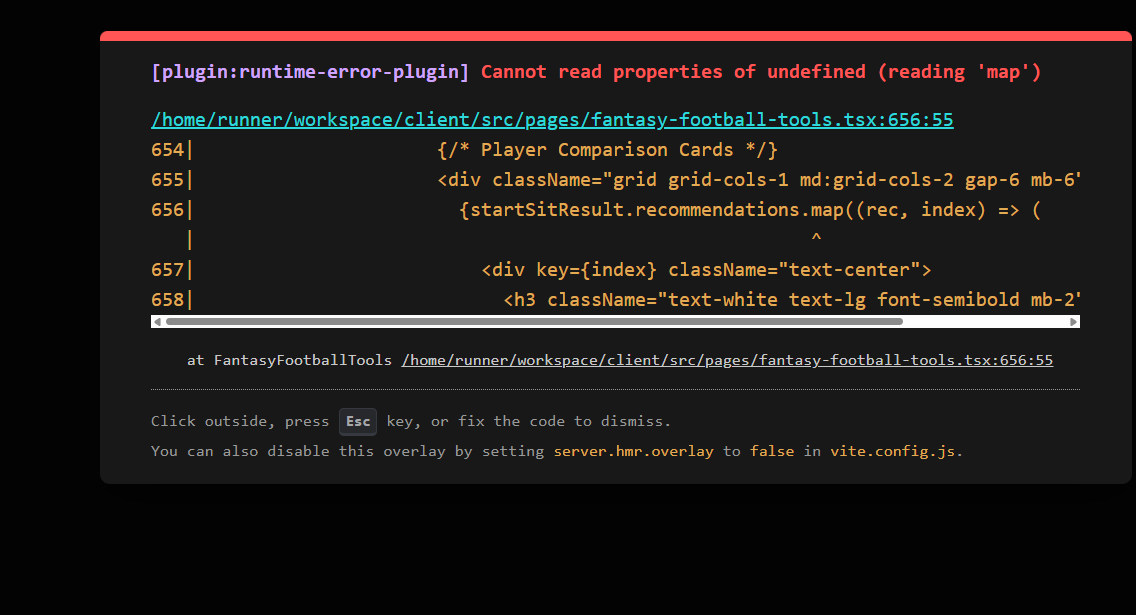 [plugin:runtime-error-plugin] Cannot read properties of undefined (reading 'map')
/home/runner/workspace/client/src/pages/fantasy-football-tools.tsx:656:55
654|                      {/* Player Comparison Cards */}
655|                      <div className="grid grid-cols-1 md:grid-cols-2 gap-6 mb-6"
656|                        {startSitResult.recommendations.map((rec, index) => (
   |                                                        ^
657|                          <div key={index} className="text-center">
658|                            <h3 className="text-white text-lg font-semibold mb-2"
at FantasyFootballTools /home/runner/workspace/client/src/pages/fantasy-football-tools.tsx:656:55
Click outside, press Esc key, or fix the code to dismiss.
You can also disable this overlay by setting server.hmr.overlay to false in vite.config.js.